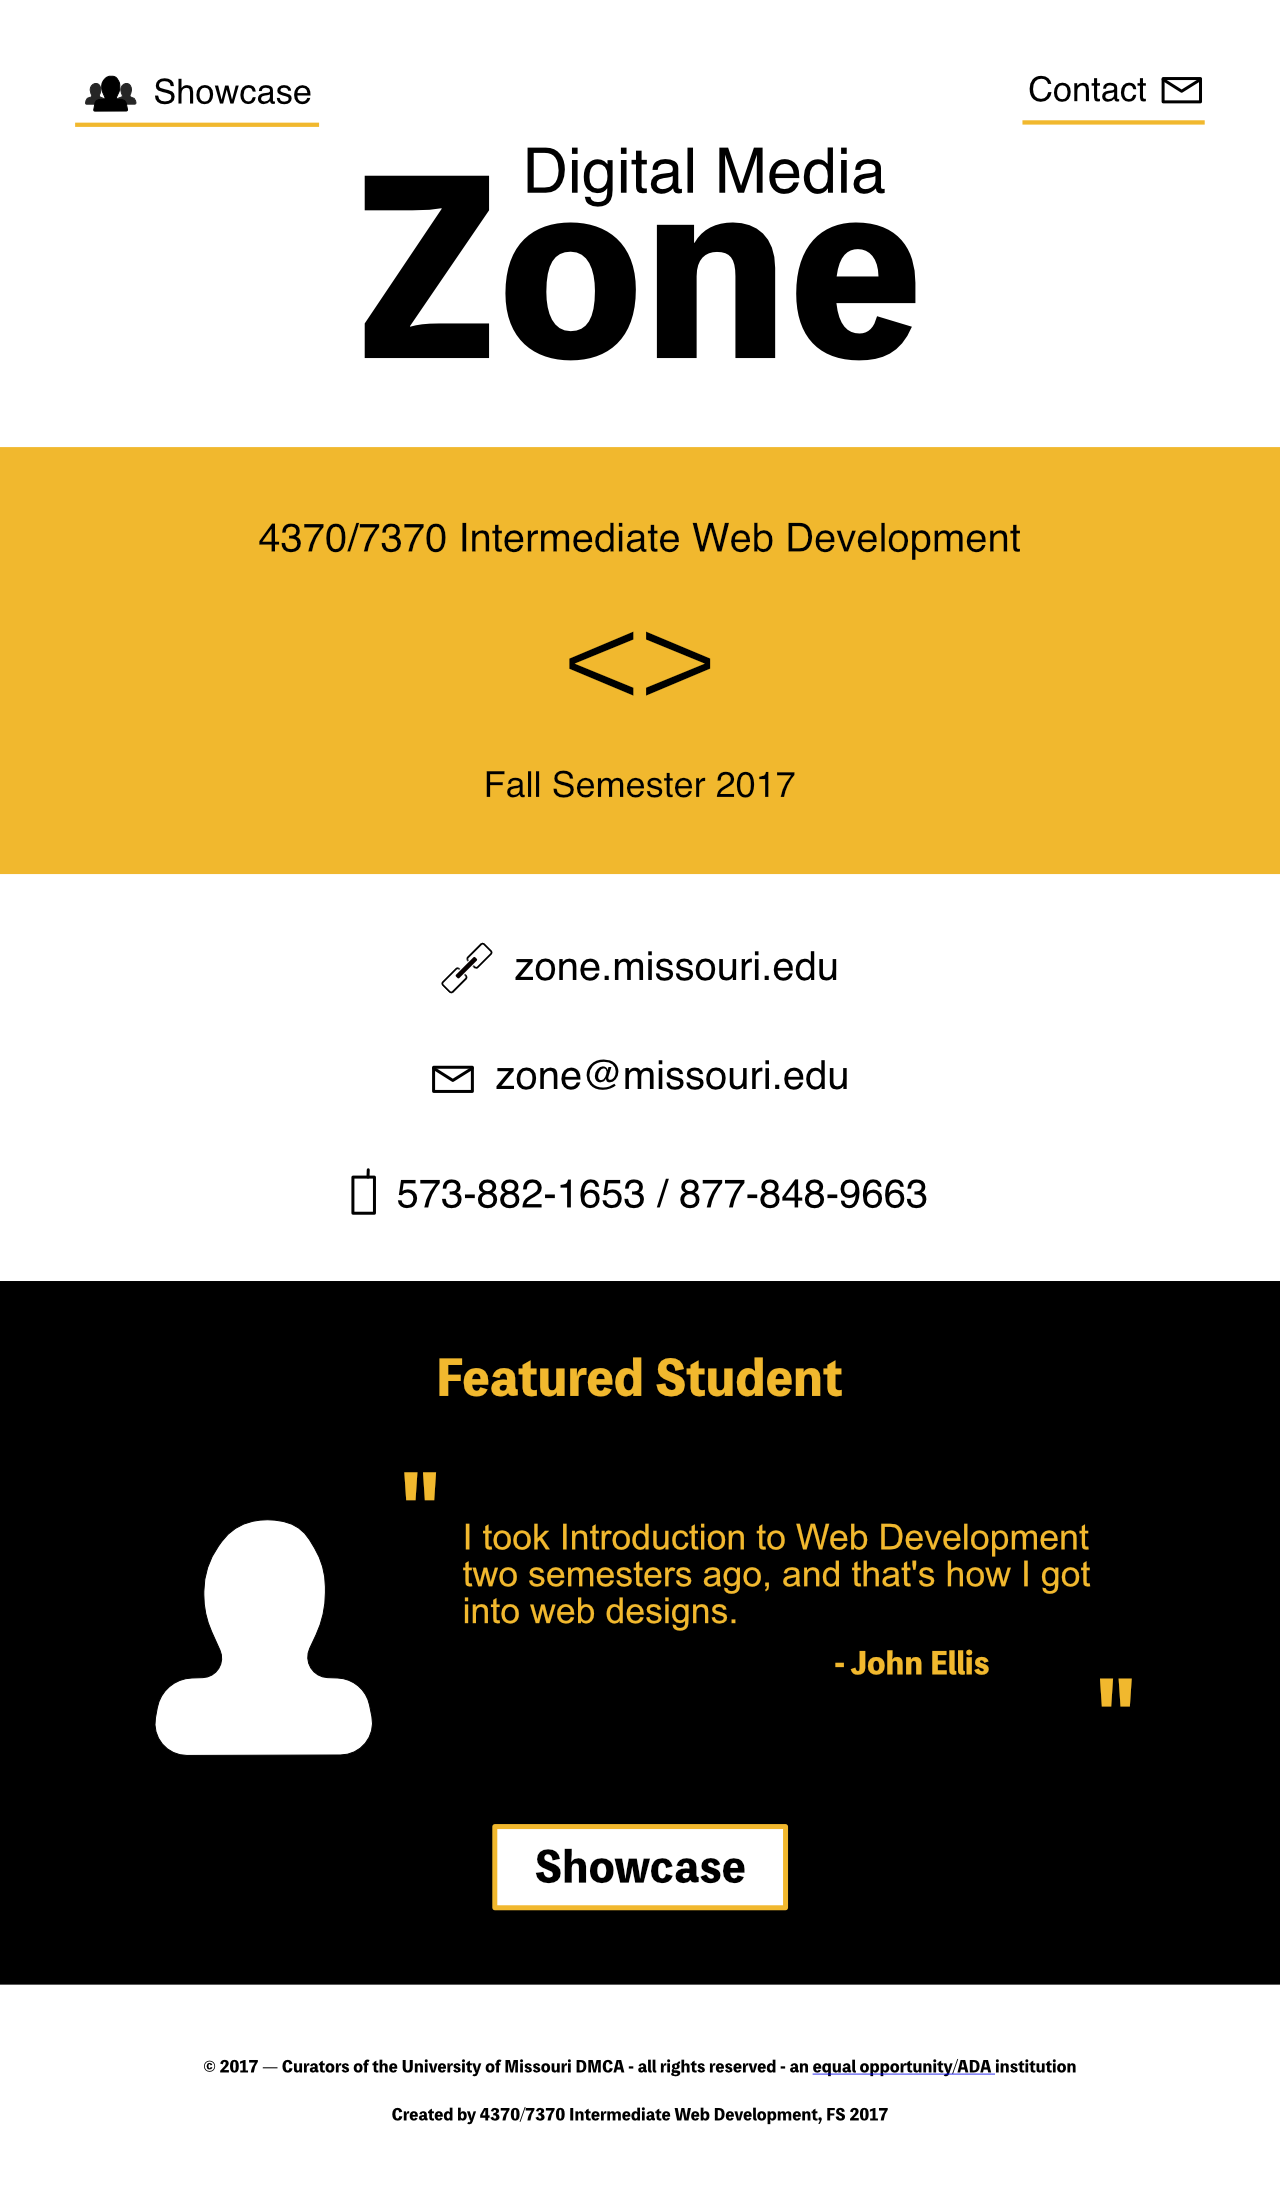 Showcase
Contact
Digital Media
Zone
4370/7370 Intermediate Web Development
<>
Fall Semester 2017
zone.missouri.edu
zone@missouri.edu
573-882-1653 / 877-848-9663
Featured Student
"
I took Introduction to Web Development
two semesters ago, and that's how I got
into web designs.
- John Ellis
"
Showcase
© 2017 — Curators of the University of Missouri DMCA - all rights reserved - an equal opportunity/ADA institution
Created by 4370/7370 Intermediate Web Development, FS 2017